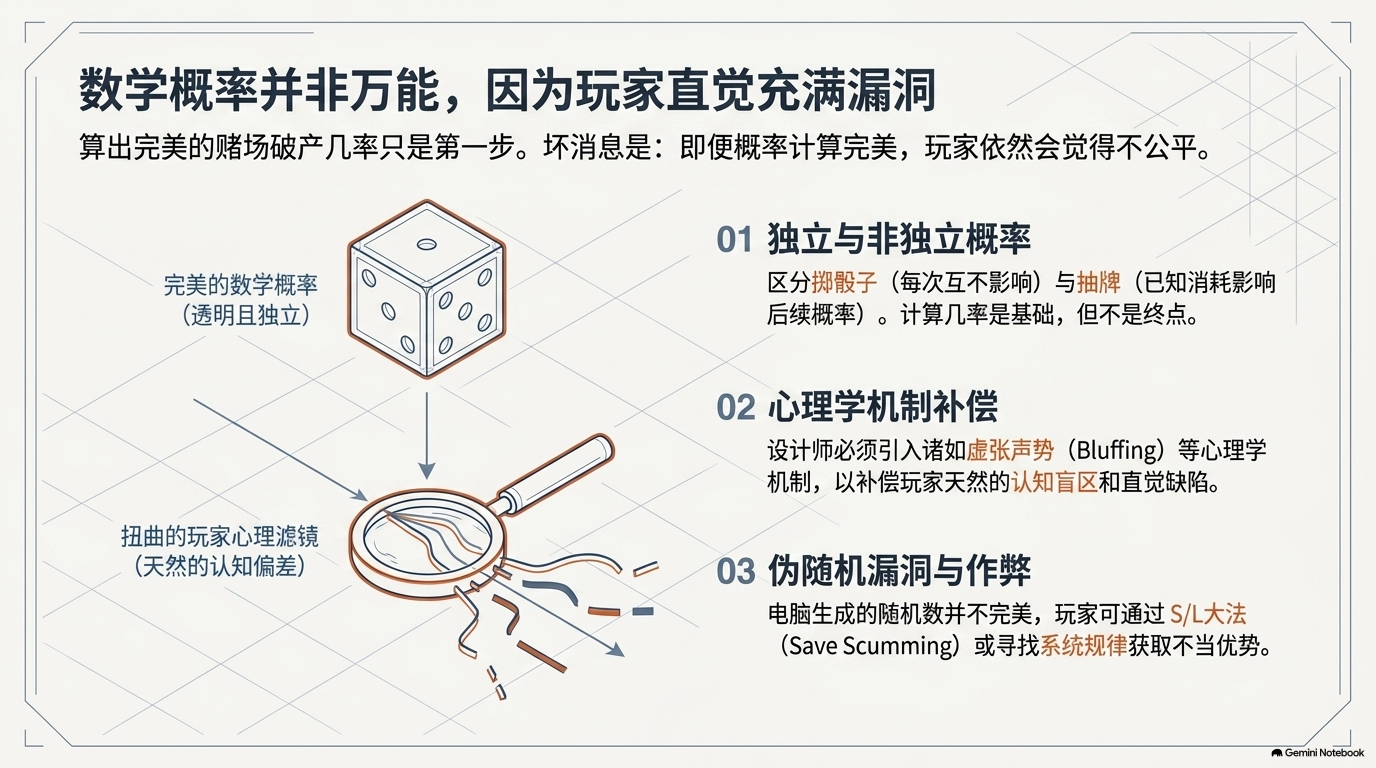 数学概率并非万能，因为玩家直觉充满漏洞
算出完美的赌场破产几率只是第一步。坏消息是：即便概率计算完美，玩家依然会觉得不公平。
完美的数学概率
（透明且独立）
扭曲的玩家心理滤镜
（天然的认知偏差）
01 独立与非独立概率
区分掷骰子（每次互不影响）与抽牌（已知消耗影响
后续概率）。计算几率是基础，但不是终点。
02 心理学机制补偿
设计师必须引入诸如虚张声势（Bluffing）等心理学
机制，以补偿玩家天然的认知盲区和直觉缺陷。
03 伪随机漏洞与作弊
电脑生成的随机数并不完美，玩家可通过 S/L大法
（Save Scumming）或寻找系统规律获取不当优势。
Gemini Notebook